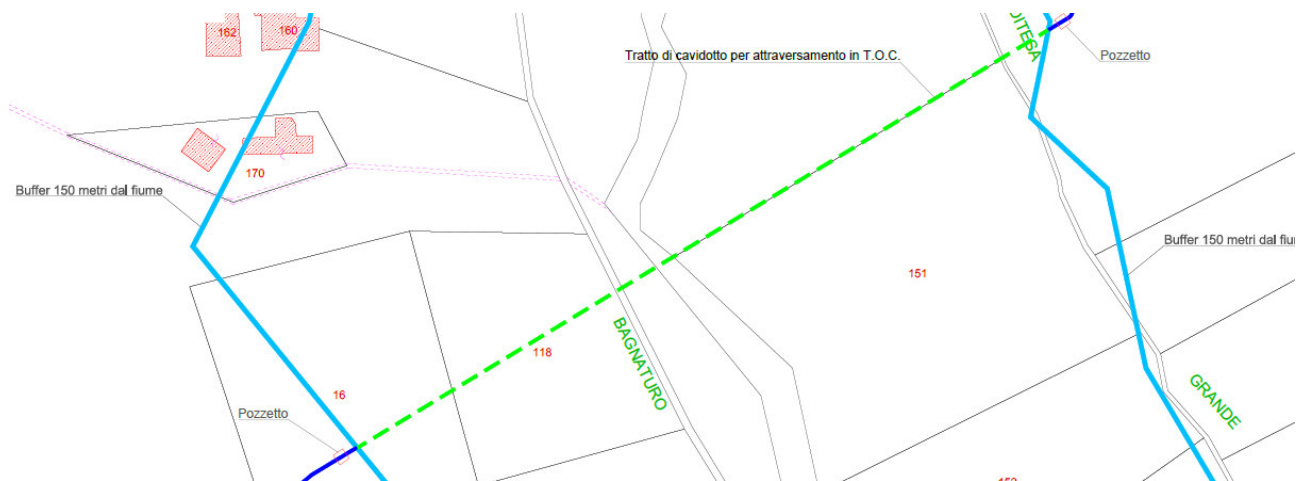 162
160
DITESA
Tratto di cavidotto per attraversamento in T.O.C.
Pozzetto
170
Buffer 150 metri dal fiume
Buffer 150 metri dal fiu
151
BAGNATURO
118
16
GRANDE
Pozzetto